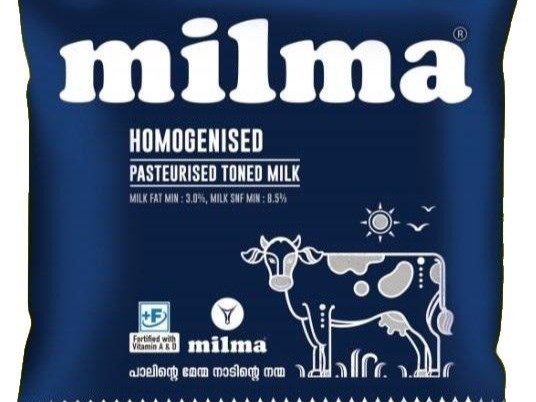 milma®
HOMOGENISED
PASTEURISED TONED MILK
MILK FAT MIN : 3.0%, MILK SNF MIN : 8.5%
+F
Fortified with
Vitamin A & D
milma
പാലിന്റെ മേന്മ നാടിന്റെ നന്മ